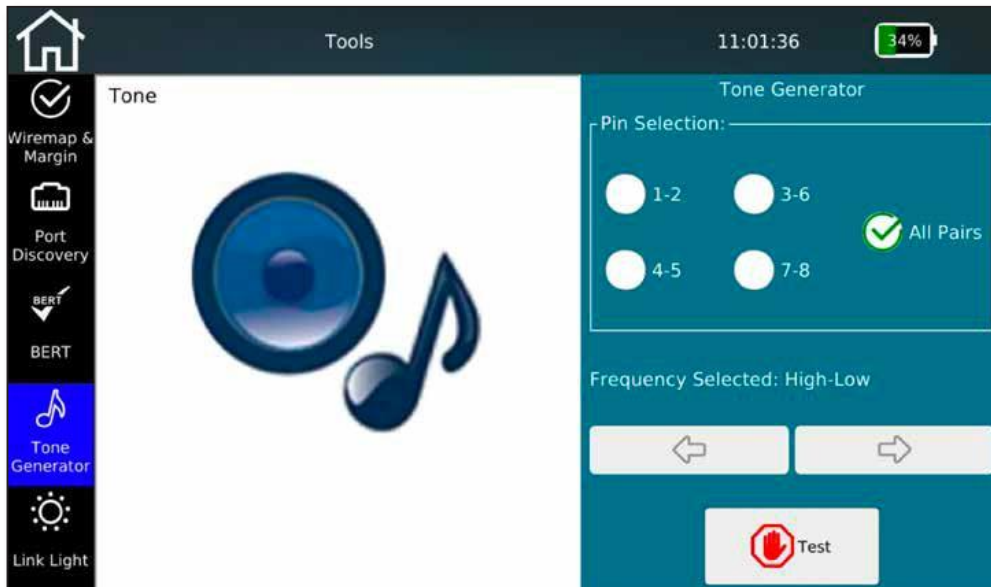 Tools
11:01:36
34%
Wiremap &
Margin
Port
Discovery
BERT
BERT
Tone
Generator
Link Light
Tone
Tone Generator
Pin Selection:
1-2
3-6
All Pairs
4-5
7-8
Frequency Selected: High-Low
Test